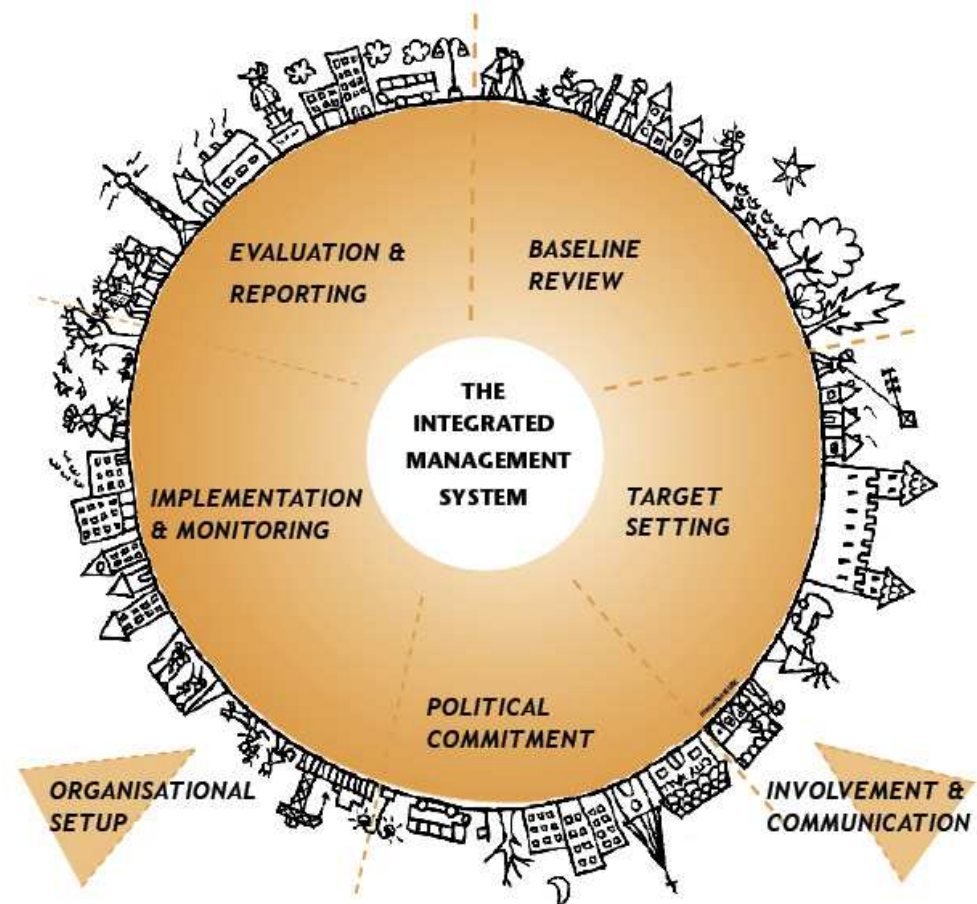 EVALUATION &
REPORTING
BASELINE
REVIEW
THE
INTEGRATED
MANAGEMENT
SYSTEM
IMPLEMENTATION
& MONITORING
TARGET
SETTING
POLITICAL
COMMITMENT
ORGANISATIONAL
SETUP
INVOLVEMENT &
COMMUNICATION